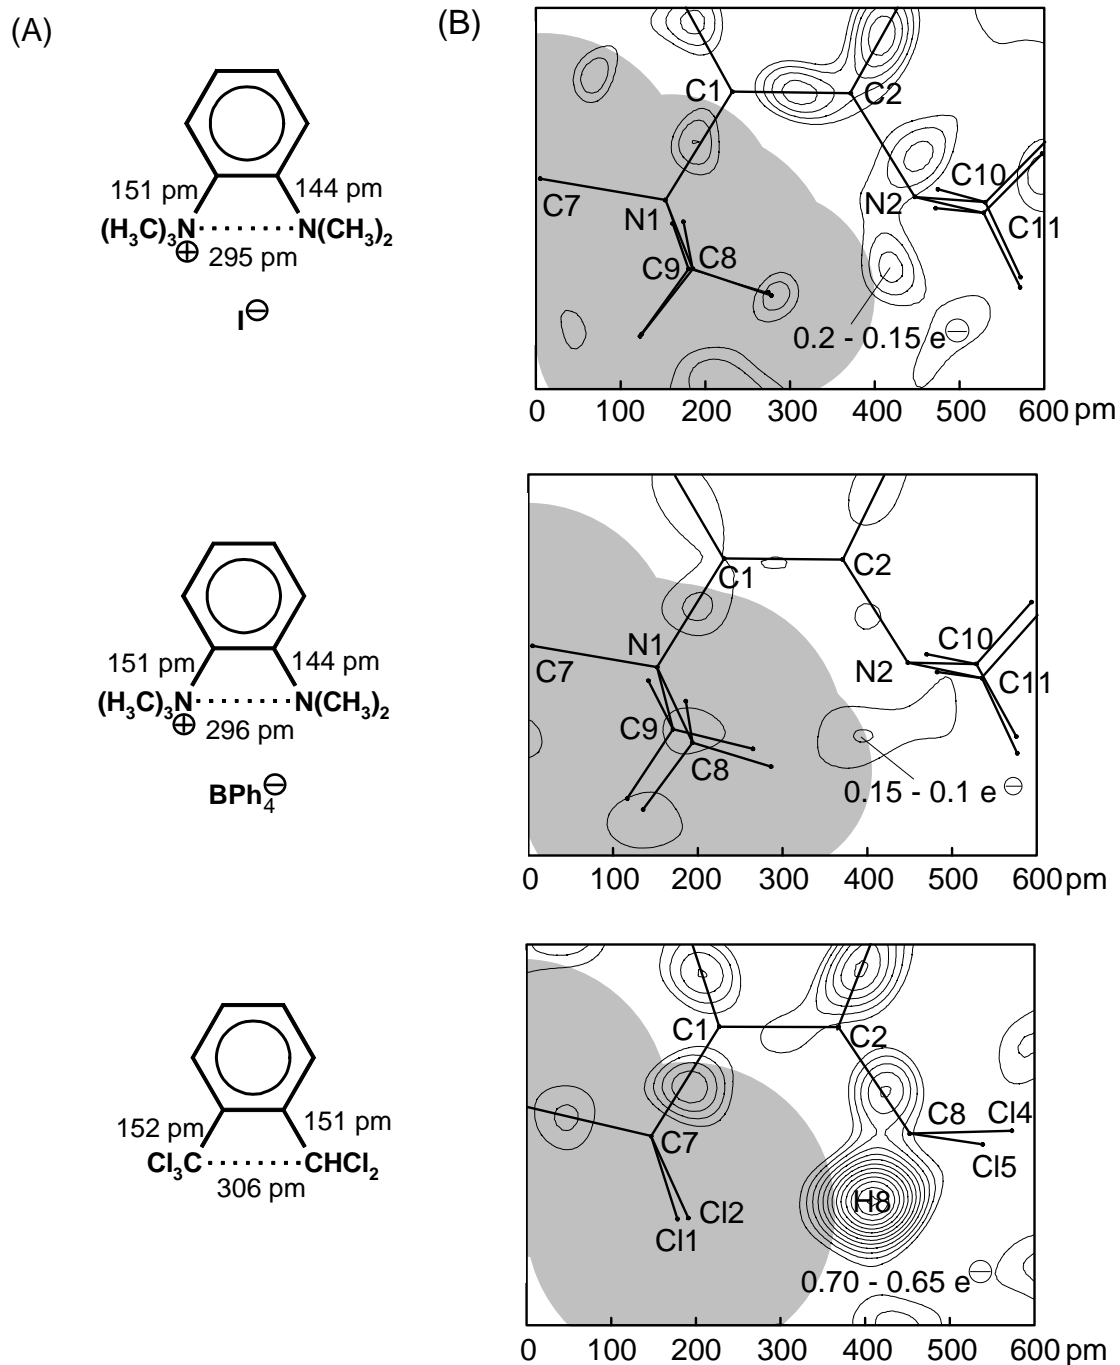 (A)
151 pm
144 pm
(H3C)3N
N(CH3)2
⊕
295 pm
I⊖
151 pm
144 pm
(H3C)3N
N(CH3)2
⊕
296 pm
BPh4⊖
152 pm
151 pm
Cl3C
CHCl2
306 pm
(B)
C1
C2
C7
N1
N2
C10
C11
C9
C8
0.2 - 0.15 e⊖
0 100 200 300 400 500 600 pm
C1
C2
N1
C7
N2
C10
C11
C9
C8
0.15 - 0.1 e⊖
0 100 200 300 400 500 600 pm
C1
C2
C7
C8
Cl4
Cl5
H8
Cl2
Cl1
0.70 - 0.65 e⊖
0 100 200 300 400 500 600 pm